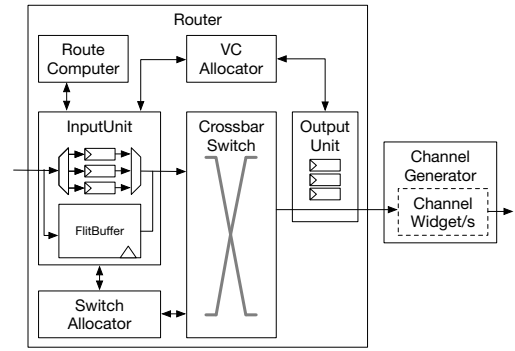 Router
Route
Computer
VC
Allocator
InputUnit
FlitBuffer
Crossbar
Switch
Output
Unit
Channel
Generator
Channel
Widget/s
Switch
Allocator